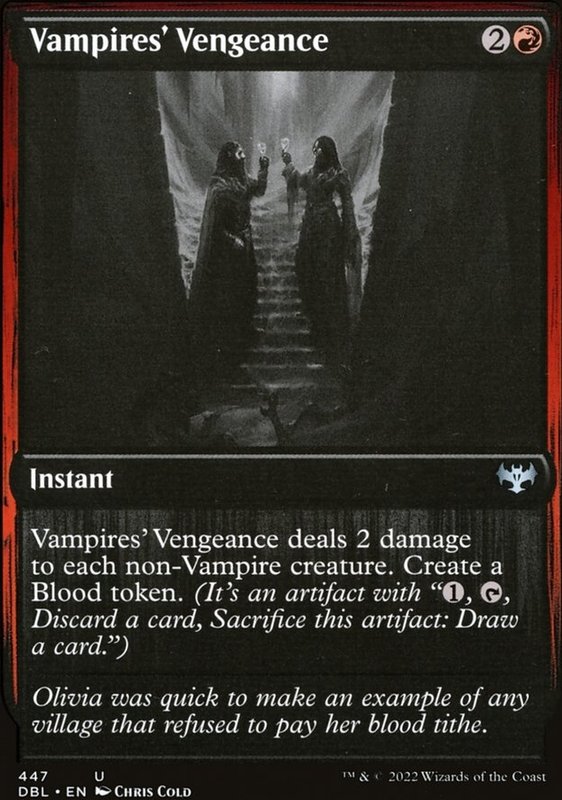 Vampires' Vengeance 2
Instant
Vampires' Vengeance deals 2 damage
to each non-Vampire creature. Create a
Blood token. (It's an artifact with "1,
Discard a card, Sacrifice this artifact: Draw
a card.")
Olivia was quick to make an example of any
village that refused to pay her blood tithe.
447 U
DBL • EN Chris Cold
™ & © 2022 Wizards of the Coast